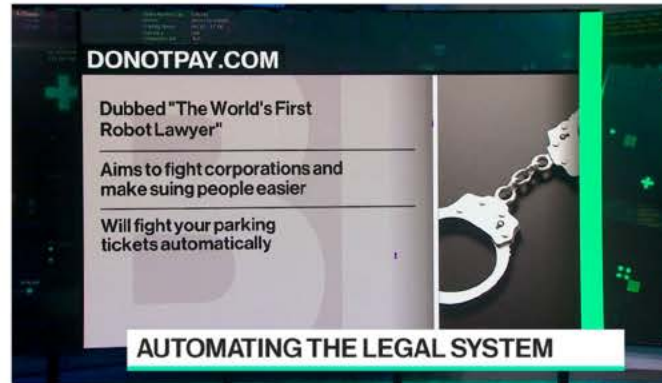 DONOTPAY.COM
Dubbed "The World's First
Robot Lawyer"
Aims to fight corporations and
make suing people easier
Will fight your parking
tickets automatically
AUTOMATING THE LEGAL SYSTEM